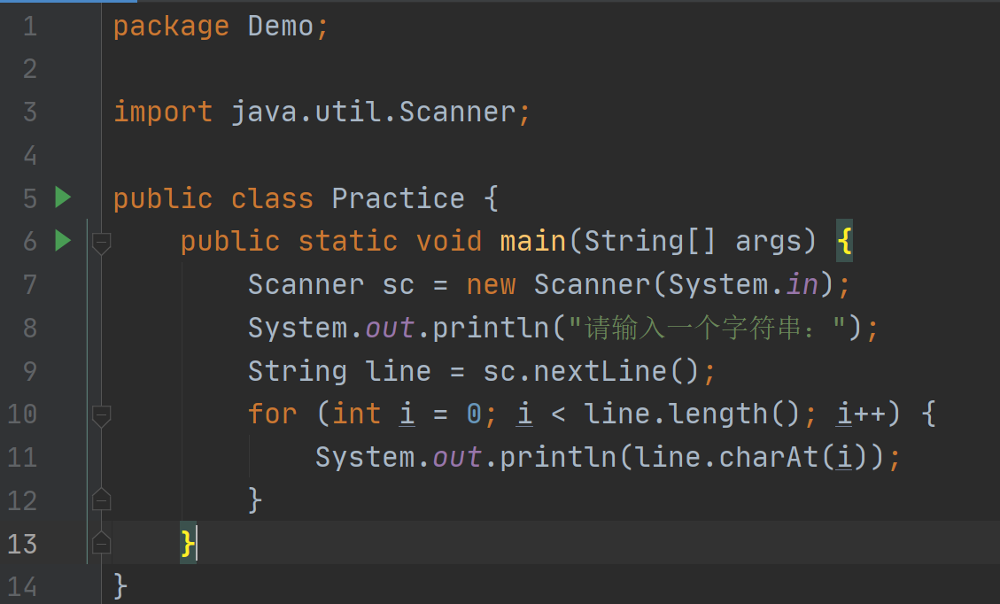 1 package Demo;
2
3 import java.util.Scanner;
4
5 public class Practice {
6     public static void main(String[] args) {
7         Scanner sc = new Scanner(System.in);
8         System.out.println("请输入一个字符串：");
9         String line = sc.nextLine();
10         for (int i = 0; i < line.length(); i++) {
11             System.out.println(line.charAt(i));
12         }
13     }
14 }